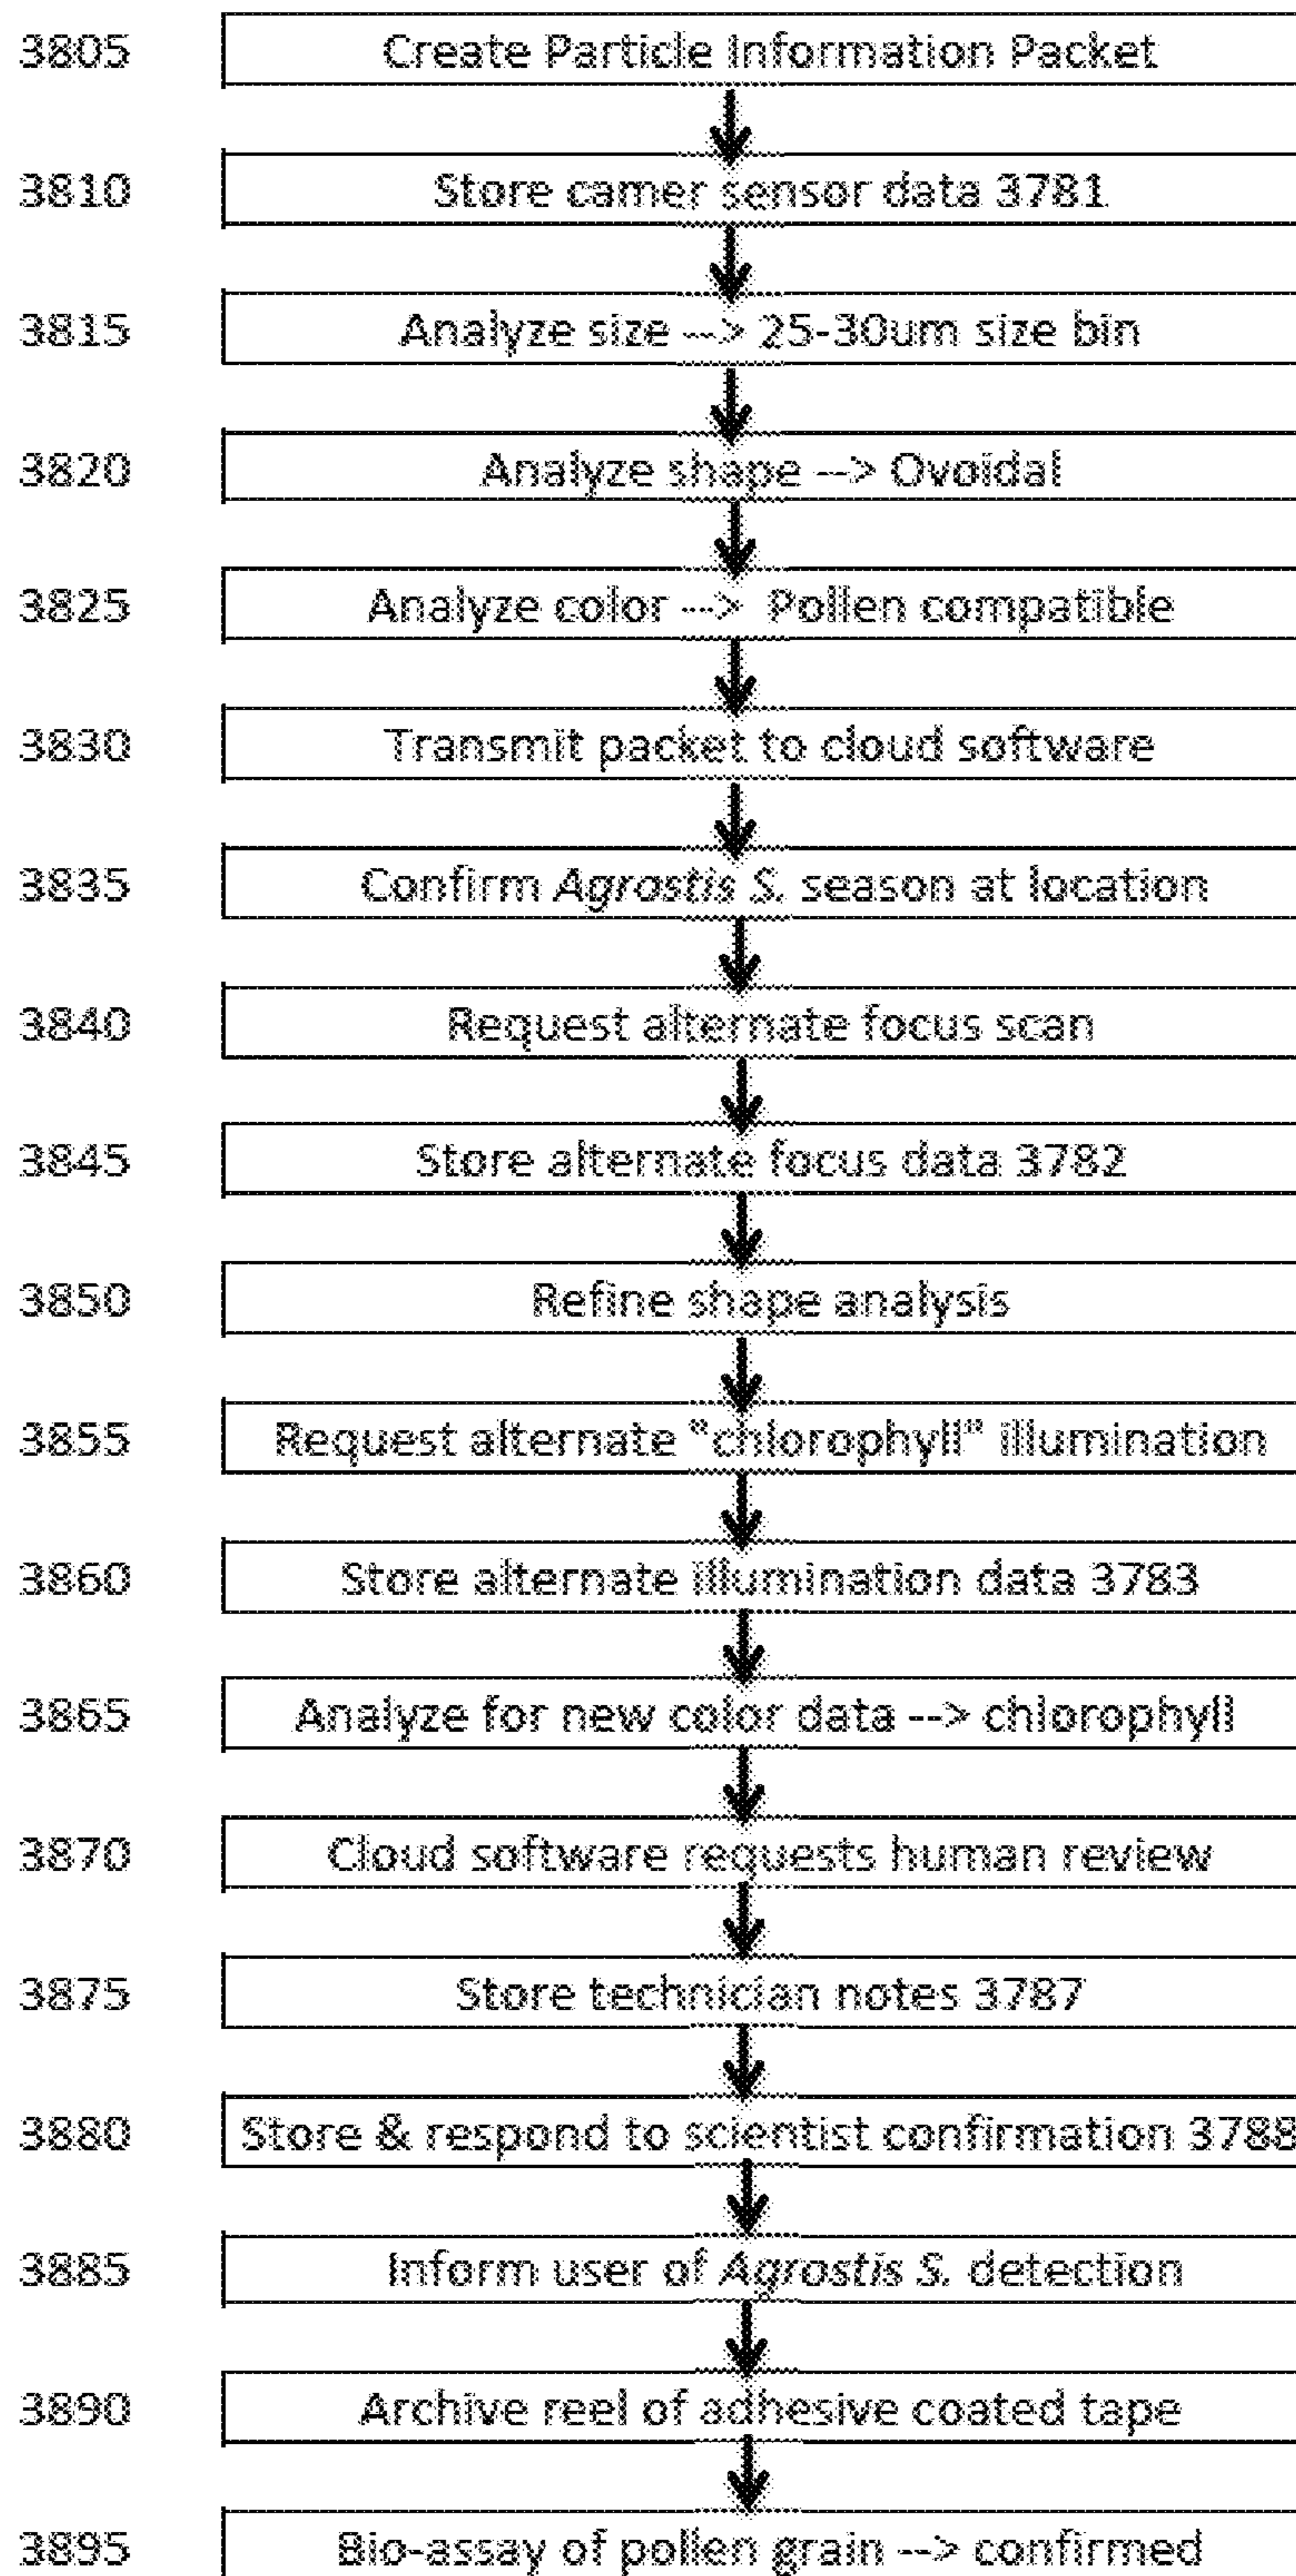 3805 Create Particle Information Packet
3810 Store camer sensor data 3781
3815 Analyze size --> 25-30um size bin
3820 Analyze shape --> Ovoidal
3825 Analyze color --> Pollen compatible
3830 Transmit packet to cloud software
3835 Confirm Agrostis S. season at location
3840 Request alternate focus scan
3845 Store alternate focus data 3782
3850 Refine shape analysis
3855 Request alternate "chlorophyll" illumination
3860 Store alternate illumination data 3783
3865 Analyze for new color data --> chlorophyll
3870 Cloud software requests human review
3875 Store technician notes 3787
3880 Store & respond to scientist confirmation 3788
3885 Inform user of Agrostis S. detection
3890 Archive reel of adhesive coated tape
3895 Bio-assay of pollen grain --> confirmed